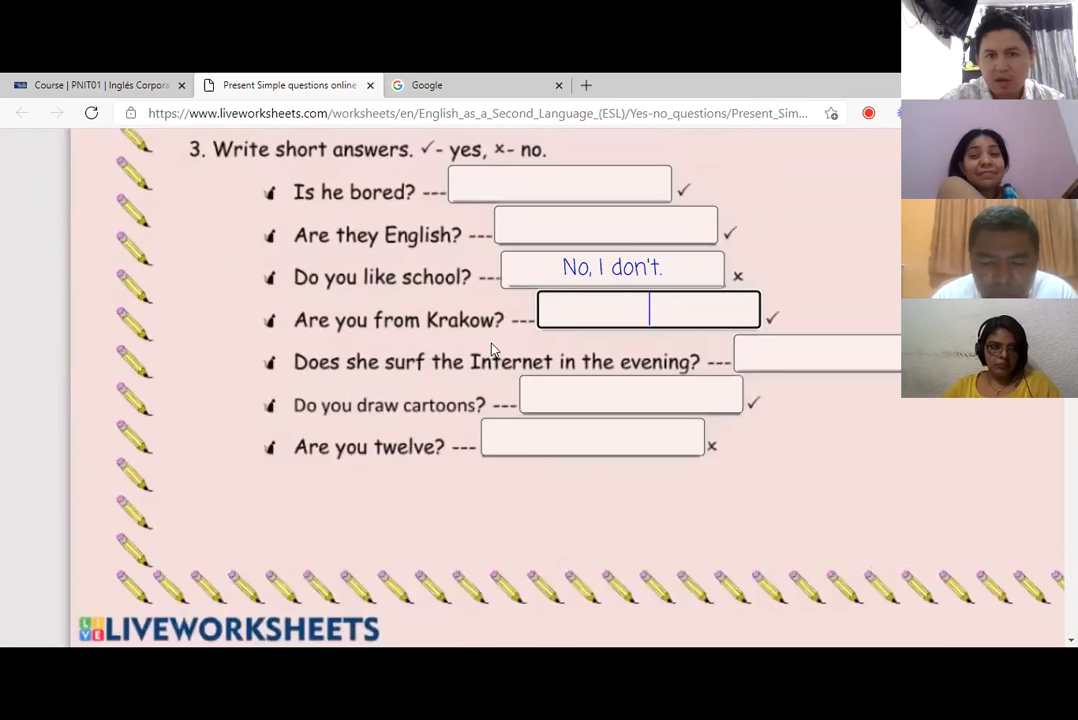 Course | PNIT01 | Inglés Corpora
Present Simple questions online
Google
https://www.liveworksheets.com/worksheets/en/English_as_a_Second_Language_(ESL)/Yes-no_questions/Present_Sim...
3. Write short answers. ✓- yes, ×- no.
Is he bored? --- ✓
Are they English? --- ✓
Do you like school? --- No, I don't. ×
Are you from Krakow? --- ✓
Does she surf the Internet in the evening? ---
Do you draw cartoons? --- ✓
Are you twelve? --- ×
LIVE LIVEWORKSHEETS